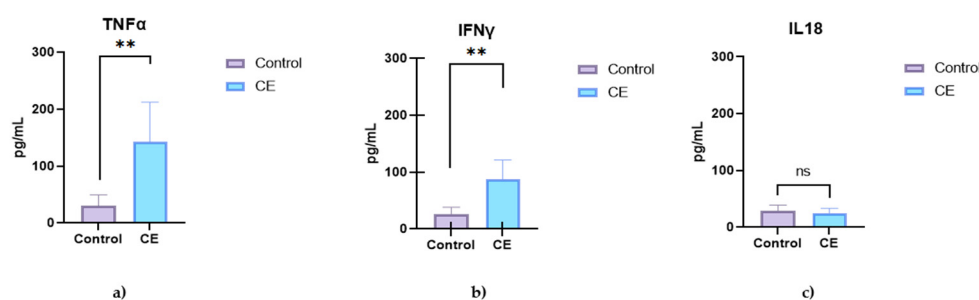 TNFα
**
300
200
100
0
pg/mL
Control
CE
Control
CE
a)
IFNγ
**
300
200
100
0
pg/mL
Control
CE
Control
CE
b)
IL18
300
200
100
0
pg/mL
ns
Control
CE
Control
CE
c)